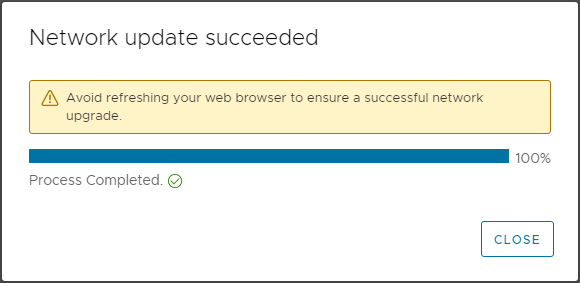 Network update succeeded
Avoid refreshing your web browser to ensure a successful network
upgrade.
100%
Process Completed.
CLOSE